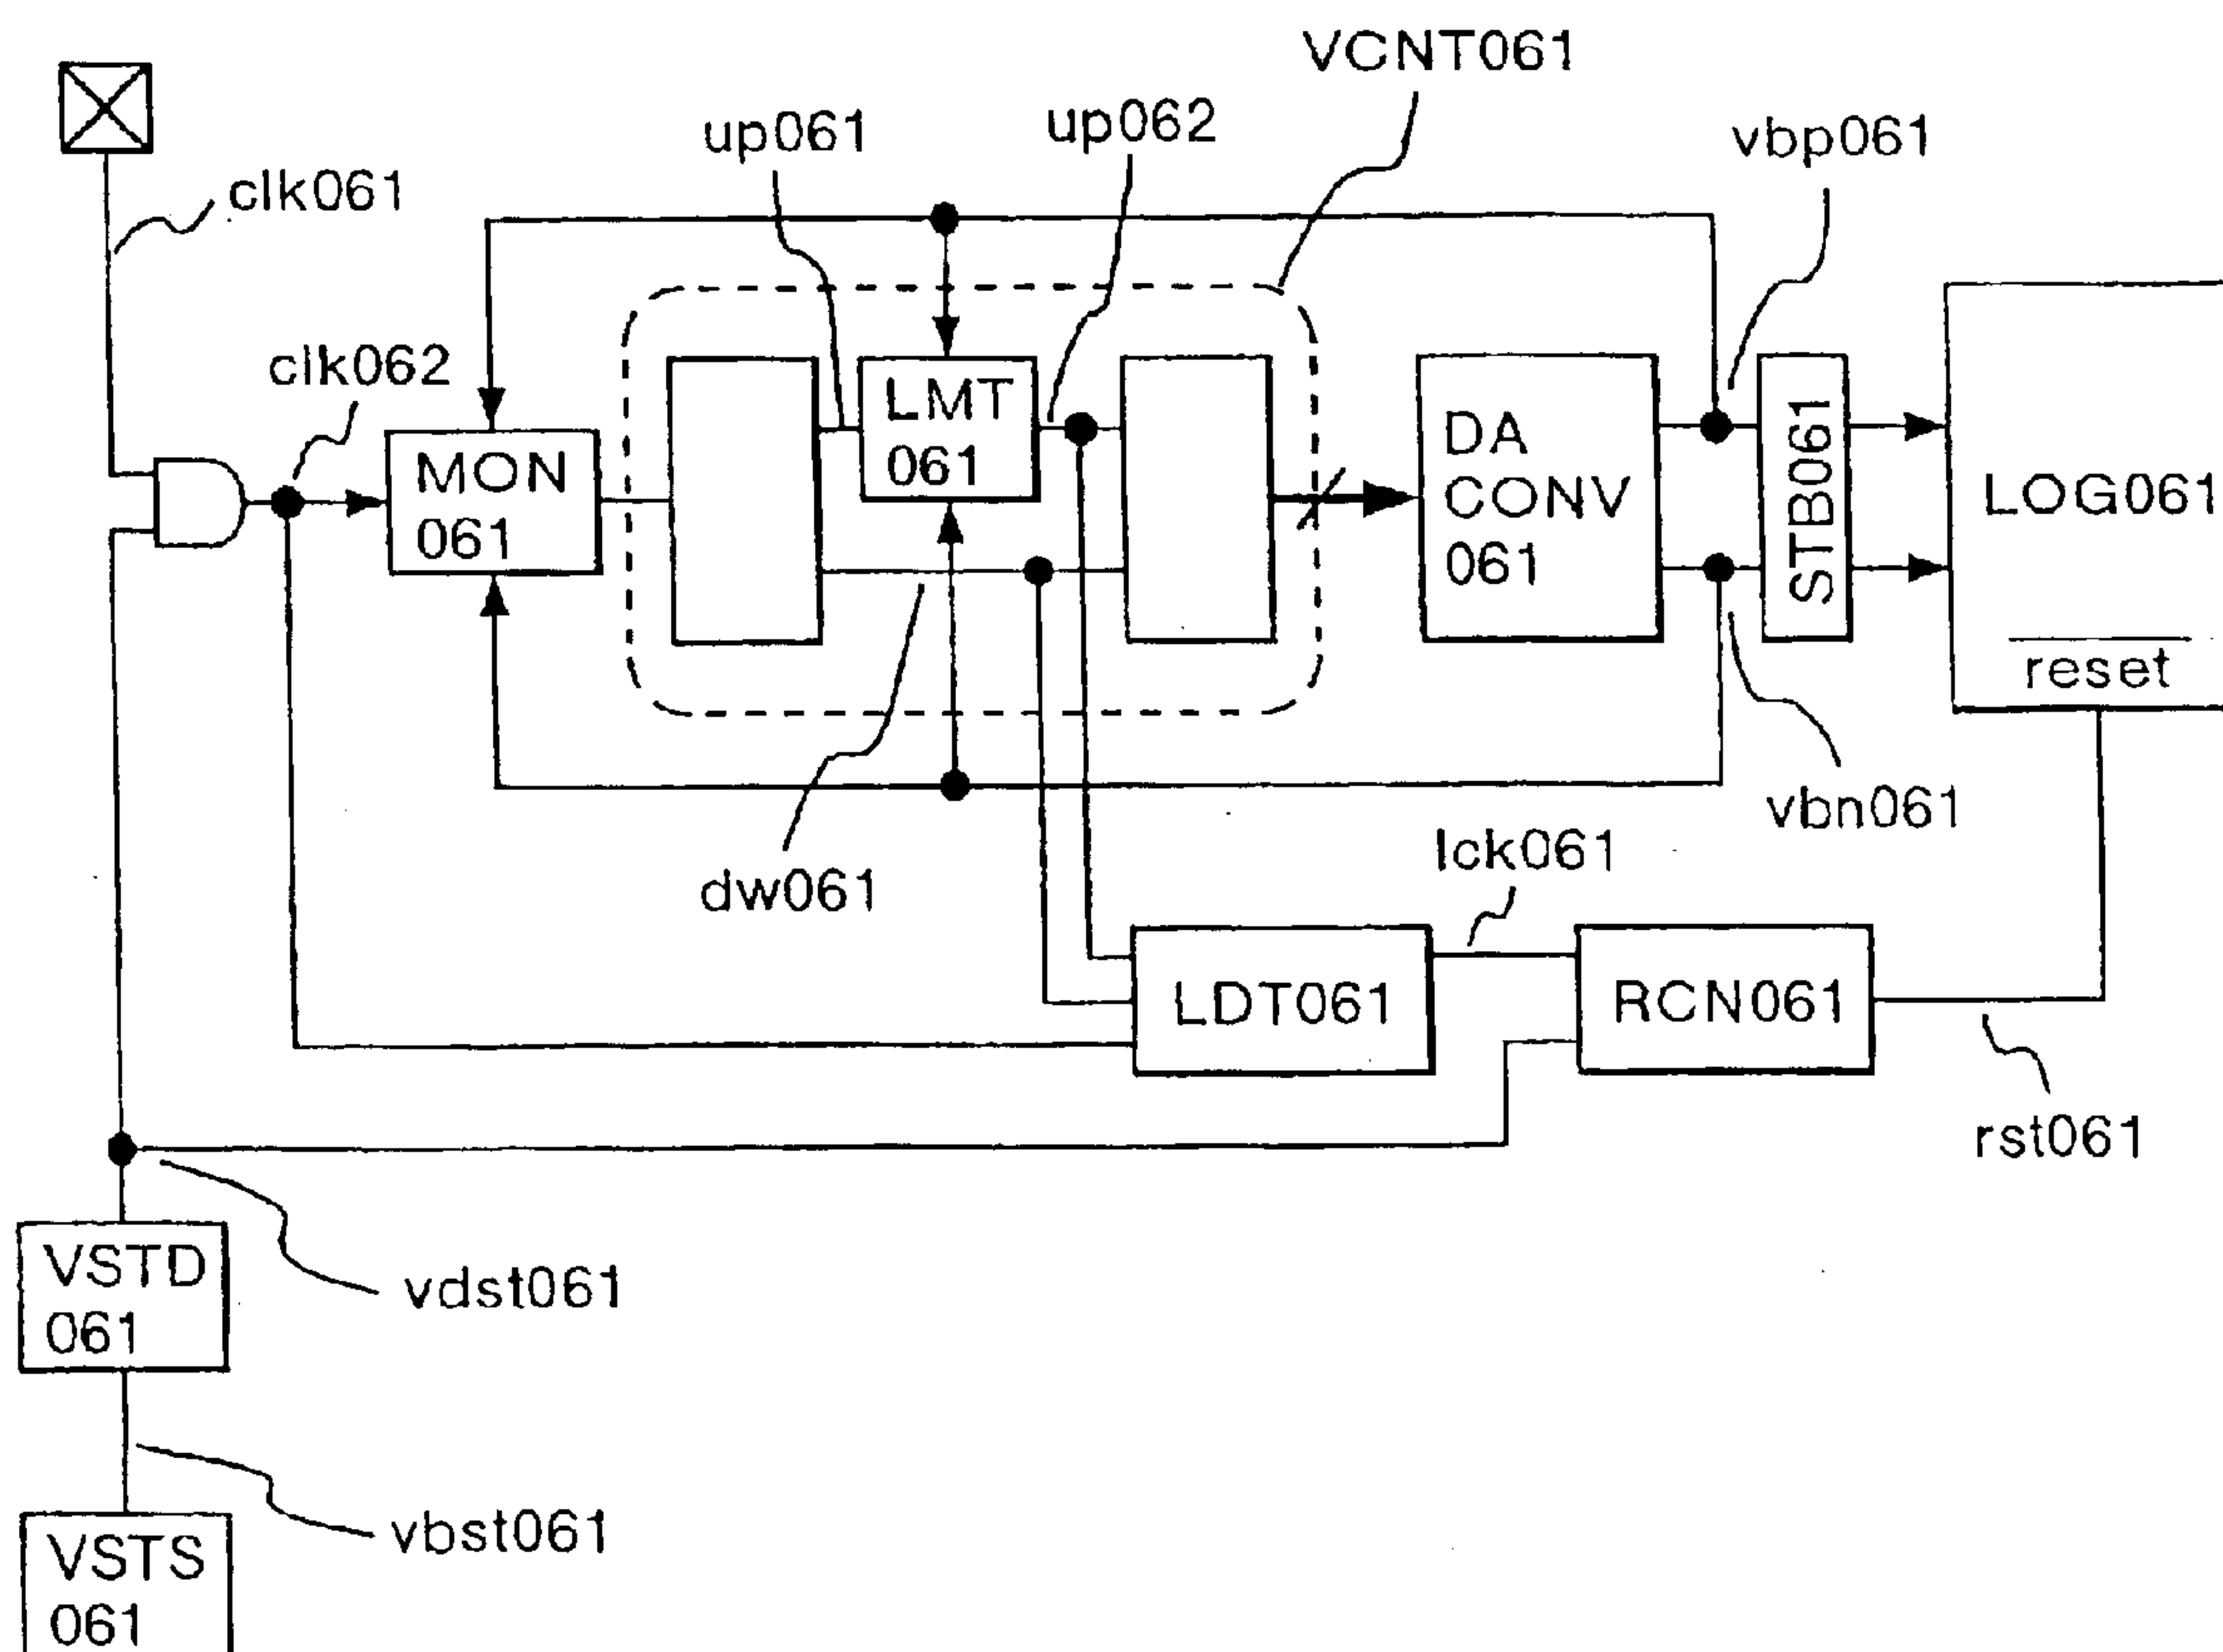 VCNT061
up061
up062
vbp061
clk061
clk062
LMT
061
MON
061
DA
CONV
061
STB061
LOG061
reset
vbn061
dw061
lck061
LDT061
RCN061
rst061
VSTD
061
vdst061
vbst061
VSTS
061